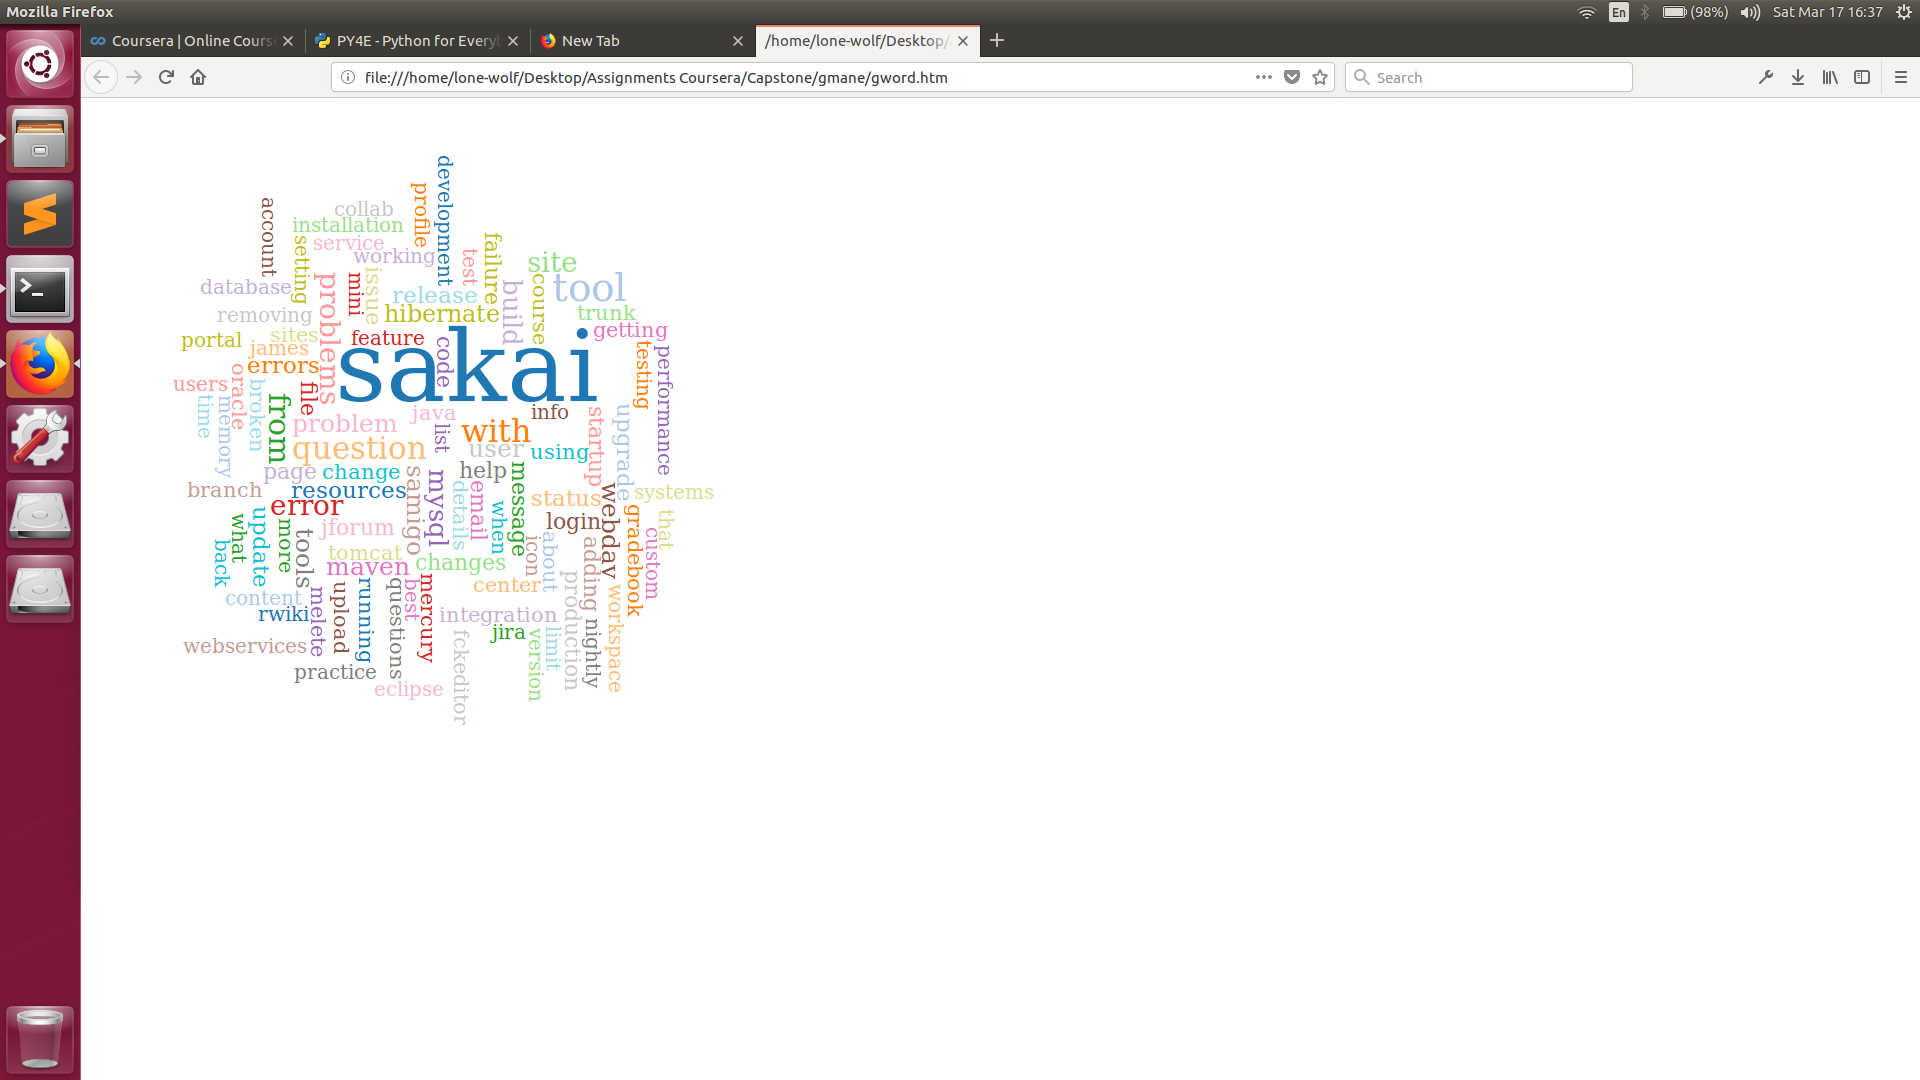 Mozilla Firefox
En
(98%)
Sat Mar 17 16:37
Coursera | Online Cours
PY4E - Python for Everyb
New Tab
/home/lone-wolf/Desktop/
file:///home/lone-wolf/Desktop/Assignments Coursera/Capstone/gmane/gword.htm
Search
development
profile
account
collab
installation
service
setting
working
failure
test
site
issue
mini
problems
database
release
build
course
tool
removing
hibernate
trunk
getting
portal
sites
feature
james
code
sakai
testing
performance
errors
oracle
users
broken
file
time
memory
from
java
info
startup
upgrade
problem
list
with
question
user
using
page
change
samigo
mysql
help
message
branch
resources
details
email
status
webdav
systems
error
when
login
gradebook
that
what
update
more
tools
jforum
icon
about
adding
custom
back
tomcat
maven
changes
center
production
workspace
content
rwiki
melete
upload
running
questions
best
mercury
integration
jira
version
limit
nightly
webservices
fckeditor
practice
eclipse